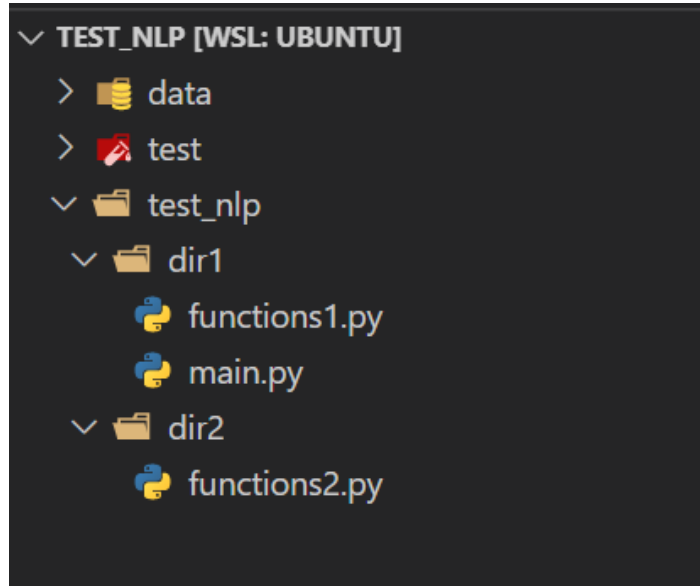 TEST_NLP [WSL: UBUNTU]
data
test
test_nlp
dir1
functions1.py
main.py
dir2
functions2.py